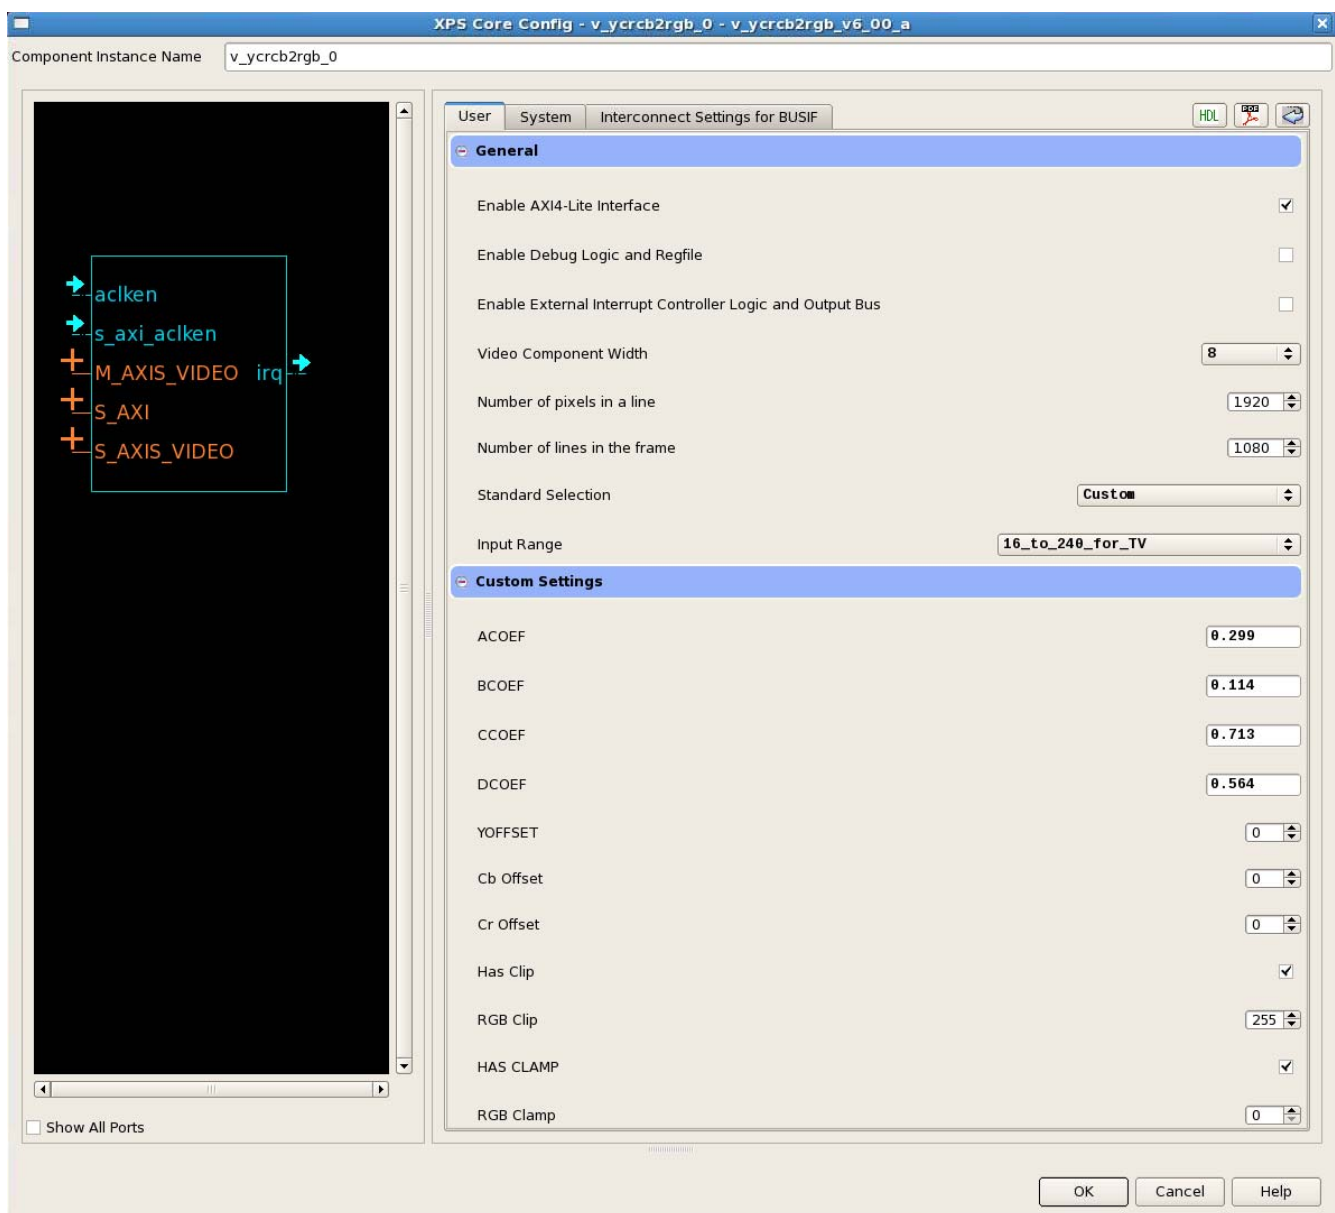 XPS Core Config - v_ycrcb2rgb_0 - v_ycrcb2rgb_v6_00_a
Component Instance Name v_ycrcb2rgb_0
aclken
s_axi_aclken
M_AXIS_VIDEO irq
S_AXI
S_AXIS_VIDEO
Show All Ports
User System Interconnect Settings for BUSIF HDL PDF
General
Enable AXI4-Lite Interface
Enable Debug Logic and Regfile
Enable External Interrupt Controller Logic and Output Bus
Video Component Width 8
Number of pixels in a line 1920
Number of lines in the frame 1080
Standard Selection Custom
Input Range 16_to_240_for_TV
Custom Settings
ACOEF 0.299
BCOEF 0.114
CCOEF 0.713
DCOEF 0.564
YOFFSET 0
Cb Offset 0
Cr Offset 0
Has Clip
RGB Clip 255
HAS CLAMP
RGB Clamp 0
OK Cancel Help